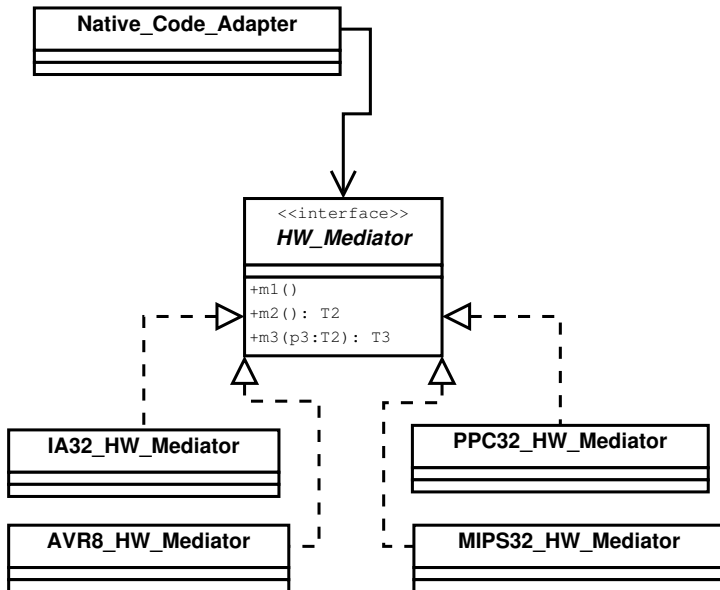 Native_Code_Adapter
<<interface>>
HW_Mediator
+m1()
+m2(): T2
+m3(p3:T2): T3
IA32_HW_Mediator
PPC32_HW_Mediator
AVR8_HW_Mediator
MIPS32_HW_Mediator